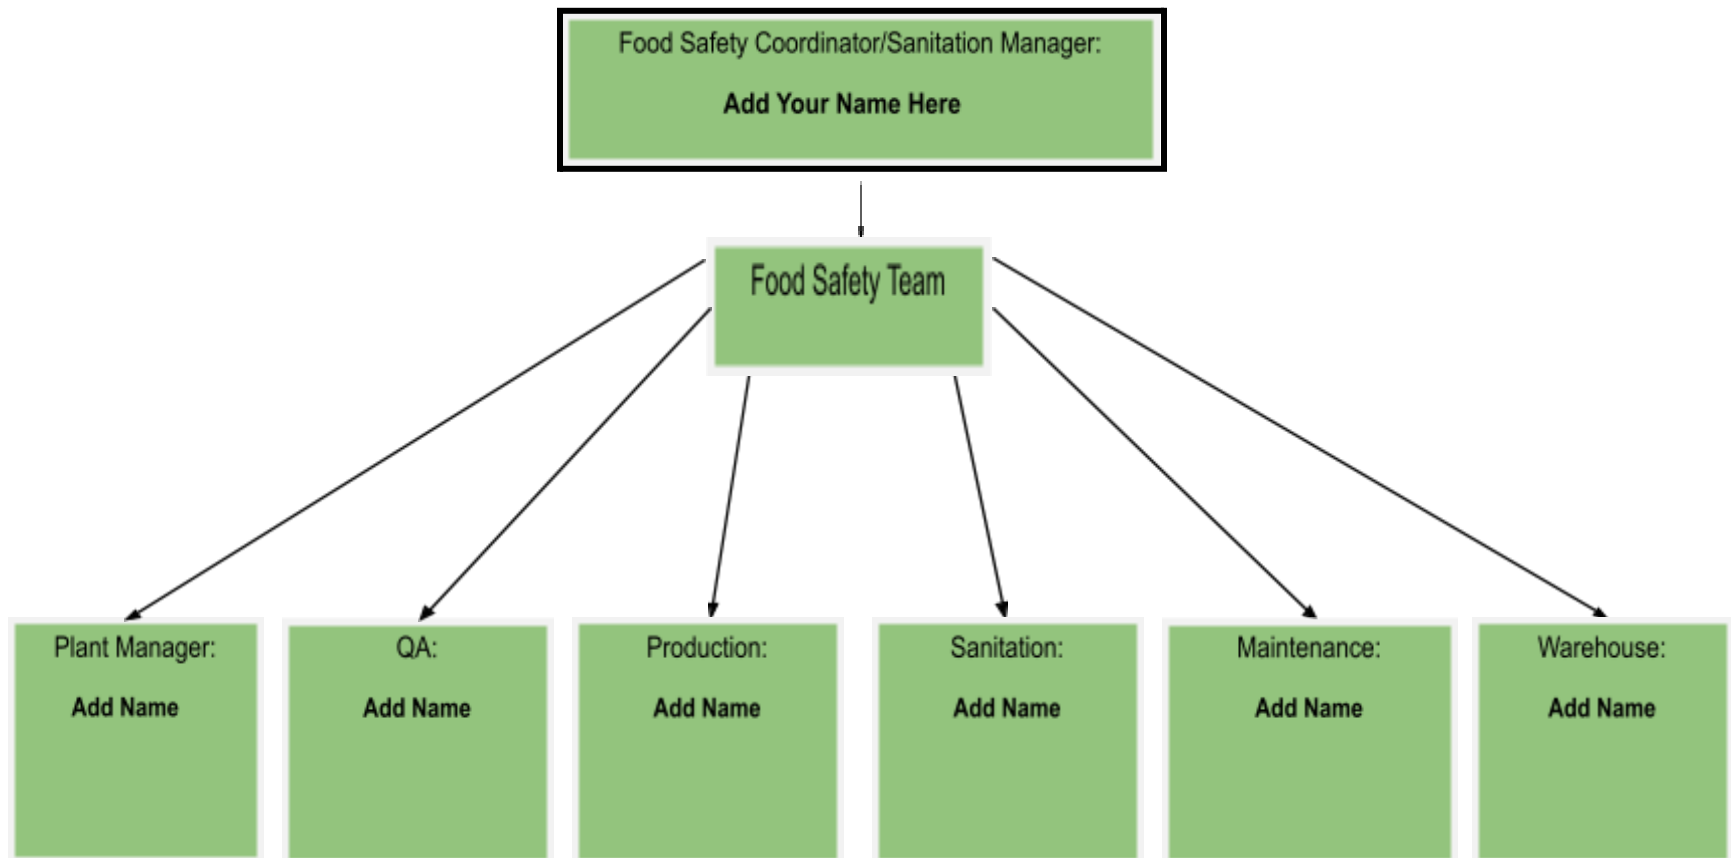 Food Safety Coordinator/Sanitation Manager:
Add Your Name Here
Food Safety Team
Plant Manager:
Add Name
QA:
Add Name
Production:
Add Name
Sanitation:
Add Name
Maintenance:
Add Name
Warehouse:
Add Name